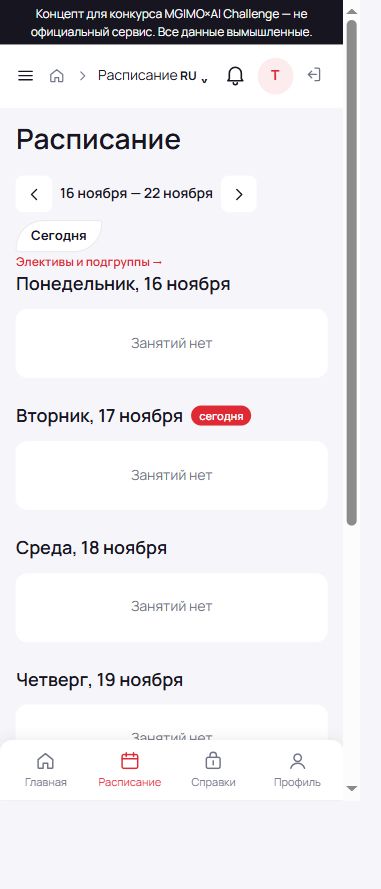 Концепт для конкурса MGIMO×AI Challenge — не
официальный сервис. Все данные вымышленные.
Расписание RU T
Расписание
16 ноября — 22 ноября
Сегодня
Элективы и подгруппы →
Понедельник, 16 ноября
Занятий нет
Вторник, 17 ноября сегодня
Занятий нет
Среда, 18 ноября
Занятий нет
Четверг, 19 ноября
Занятий нет
Главная Расписание Справки Профиль